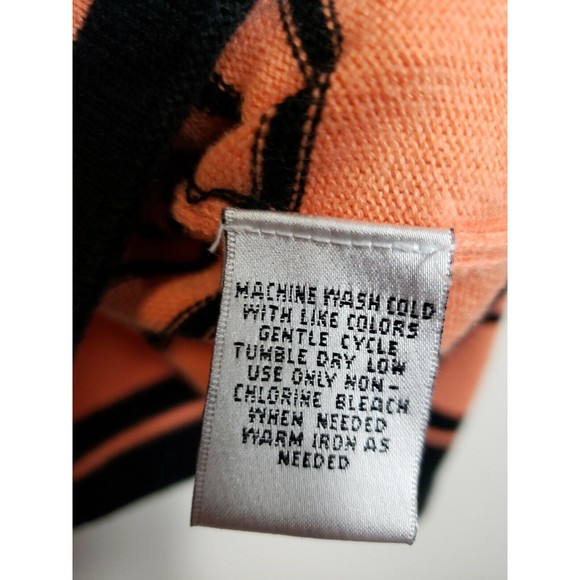 MACHINE WASH COLD
WITH LIKE COLORS
GENTLE CYCLE
TUMBLE DRY LOW
USE ONLY NON-
CHLORINE BLEACH
WHEN NEEDED
WARM IRON AS
NEEDED